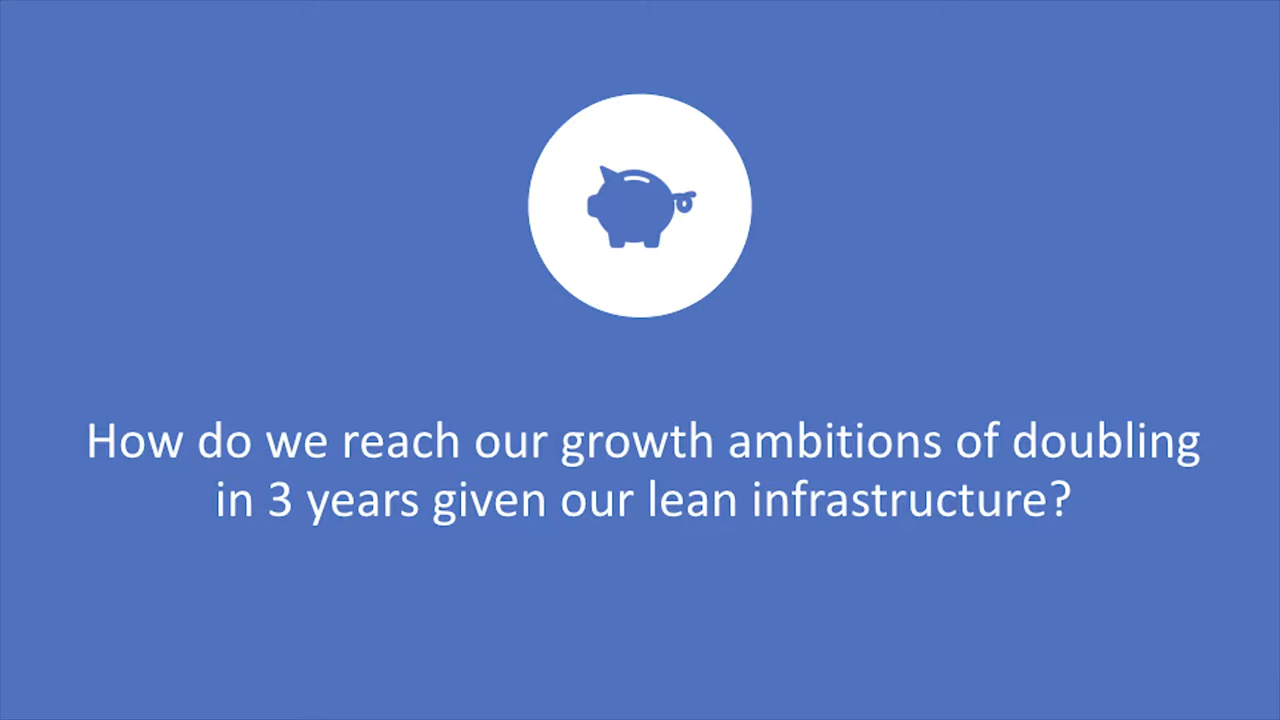 How do we reach our growth ambitions of doubling
in 3 years given our lean infrastructure?